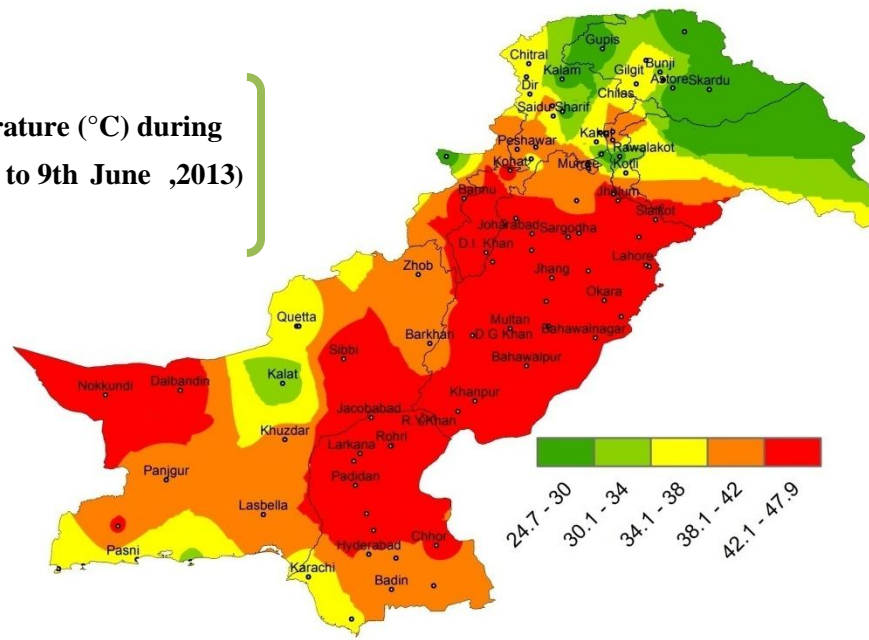 rature (°C) during
to 9th June ,2013)
Gupis
Chitral
Bunji
Gilgit
Kalam
Astore
Skardu
Dir
Chilas
Saidu Sharif
Kakul
Peshawar
Rawalakot
Kohat
Murree
Kotli
Bannu
Jhelum
Sialkot
Joharabad
Sargodha
D.I. Khan
Lahore
Zhob
Jhang
Okara
Quetta
Multan
D G Khan
Bahawalnagar
Barkhan
Sibbi
Bahawalpur
Kalat
Nokkundi
Dalbandin
Khanpur
Jacobabad
R.Y.Khan
Khuzdar
Rohri
Larkana
Panjgur
Padidan
Lasbella
Chhor
Hyderabad
Pasni
Karachi
Badin
24.7 - 30
30.1 - 34
34.1 - 38
38.1 - 42
42.1 - 47.9